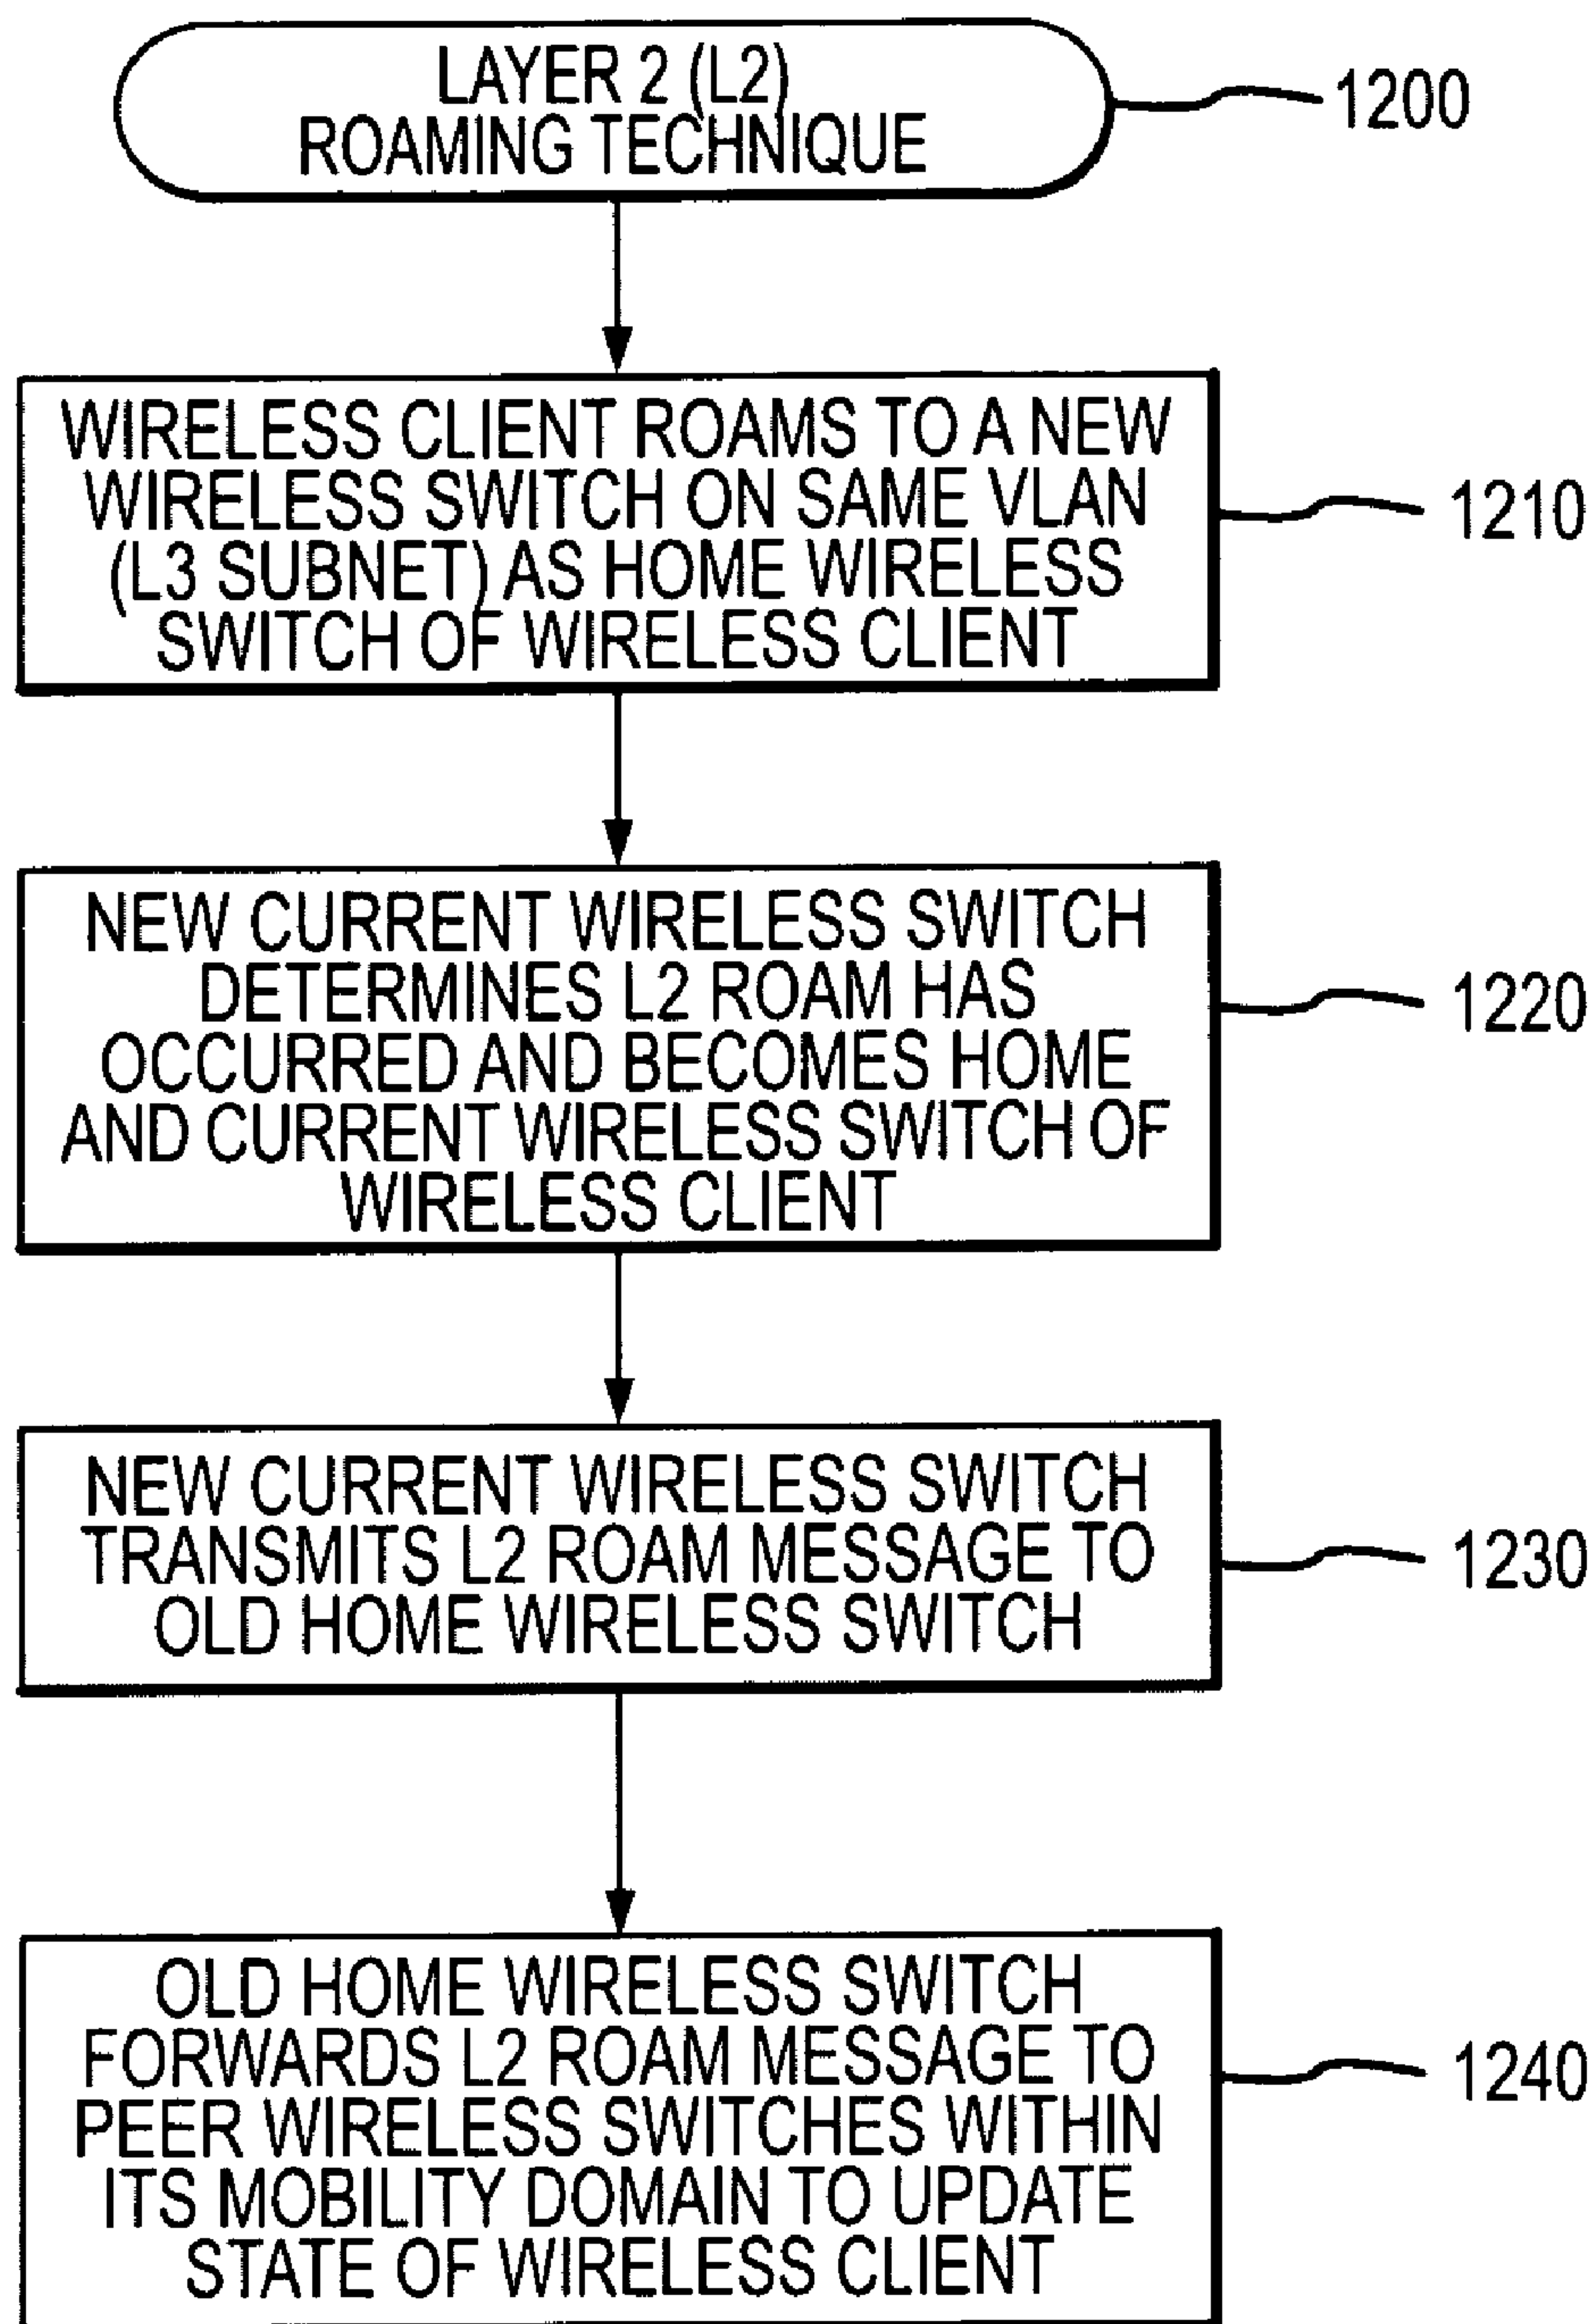 LAYER 2 (L2)
ROAMING TECHNIQUE
1200
WIRELESS CLIENT ROAMS TO A NEW
WIRELESS SWITCH ON SAME VLAN
(L3 SUBNET) AS HOME WIRELESS
SWITCH OF WIRELESS CLIENT
1210
NEW CURRENT WIRELESS SWITCH
DETERMINES L2 ROAM HAS
OCCURRED AND BECOMES HOME
AND CURRENT WIRELESS SWITCH OF
WIRELESS CLIENT
1220
NEW CURRENT WIRELESS SWITCH
TRANSMITS L2 ROAM MESSAGE TO
OLD HOME WIRELESS SWITCH
1230
OLD HOME WIRELESS SWITCH
FORWARDS L2 ROAM MESSAGE TO
PEER WIRELESS SWITCHES WITHIN
ITS MOBILITY DOMAIN TO UPDATE
STATE OF WIRELESS CLIENT
1240